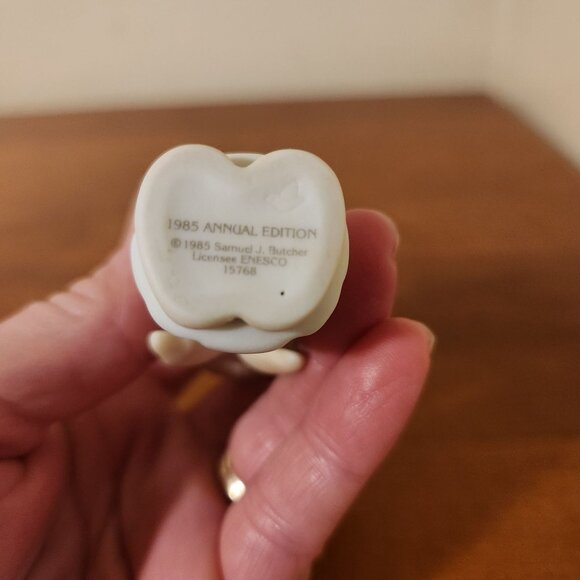 1985 ANNUAL EDITION
© 1985 Samuel J. Butcher
Licensee ENESCO
15768